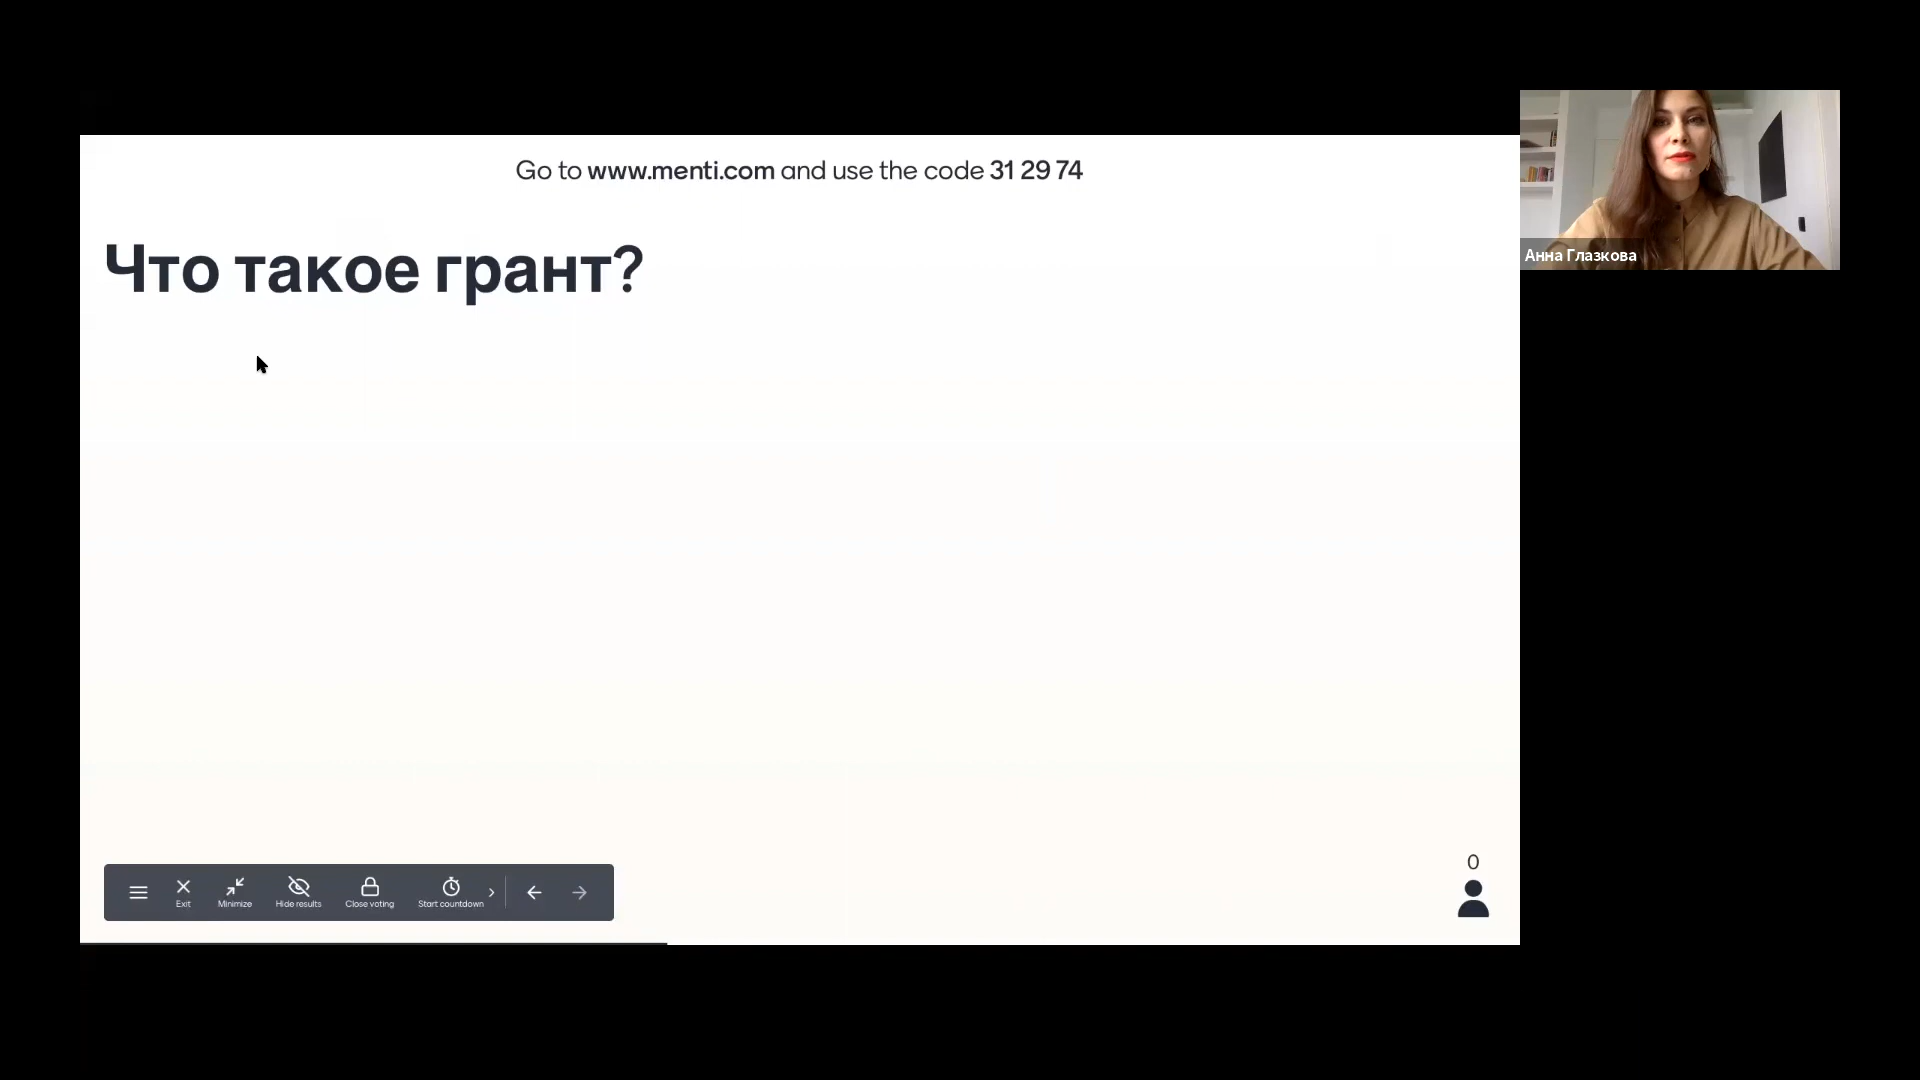 Go to www.menti.com and use the code 31 29 74
Анна Глазкова
Что такое грант?
0
Exit
Minimize
Hide results
Close voting
Start countdown